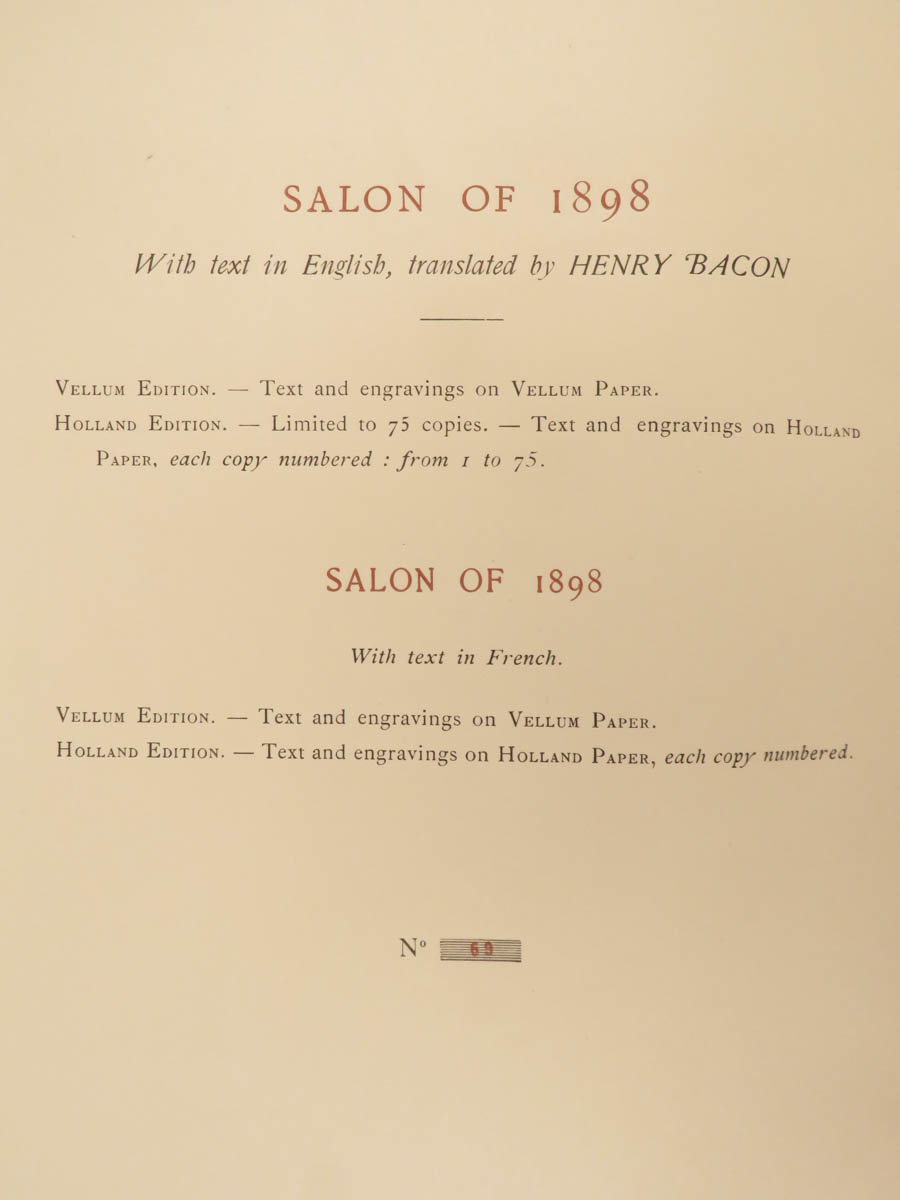 SALON OF 1898
With text in English, translated by HENRY BACON
VELLUM EDITION. — Text and engravings on VELLUM PAPER.
HOLLAND EDITION. — Limited to 75 copies. — Text and engravings on HOLLAND
PAPER, each copy numbered : from 1 to 75.
SALON OF 1898
With text in French.
VELLUM EDITION. — Text and engravings on VELLUM PAPER.
HOLLAND EDITION. — Text and engravings on HOLLAND PAPER, each copy numbered.
Nº 69